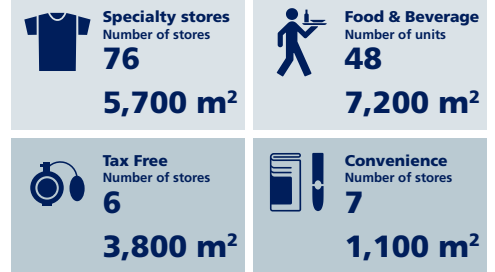 Specialty stores
Number of stores
76
5,700 m²
Food & Beverage
Number of units
48
7,200 m²
Tax Free
Number of stores
6
3,800 m²
Convenience
Number of stores
7
1,100 m²